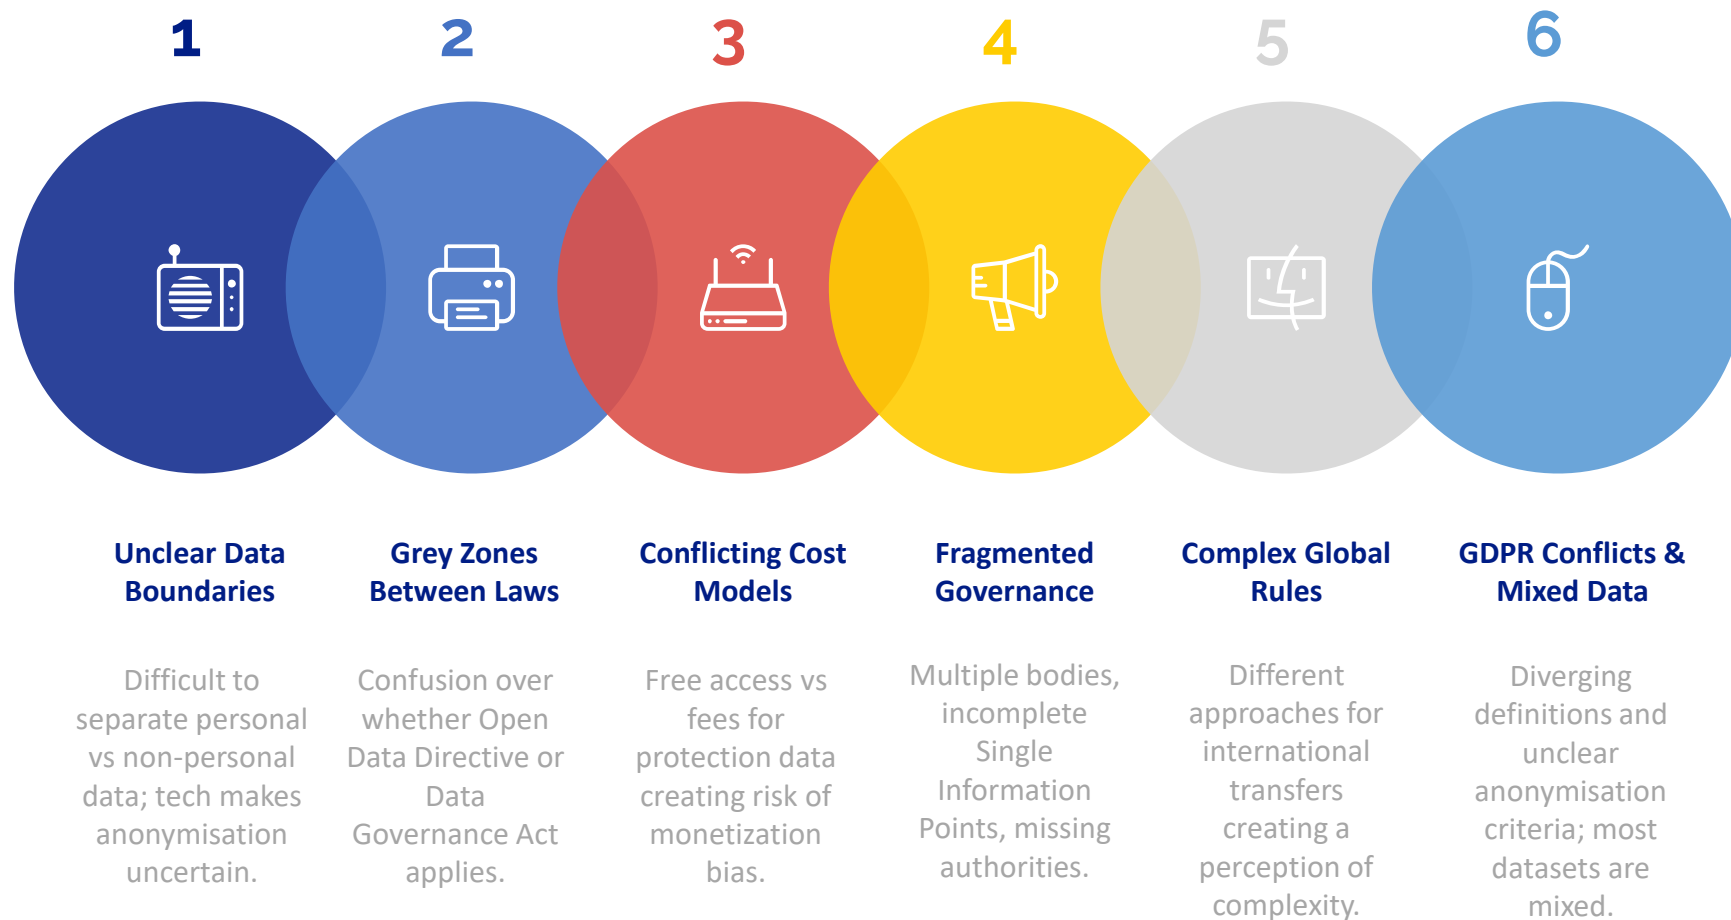 1
2
3
4
5
6
Unclear Data
Boundaries
Difficult to
separate personal
vs non-personal
data; tech makes
anonymisation
uncertain.
Grey Zones
Between Laws
Confusion over
whether Open
Data Directive or
Data
Governance Act
applies.
Conflicting Cost
Models
Free access vs
fees for
protection data
creating risk of
monetization
bias.
Fragmented
Governance
Multiple bodies,
incomplete
Single
Information
Points, missing
authorities.
Complex Global
Rules
Different
approaches for
international
transfers
creating a
perception of
complexity.
GDPR Conflicts &
Mixed Data
Diverging
definitions and
unclear
anonymisation
criteria; most
datasets are
mixed.